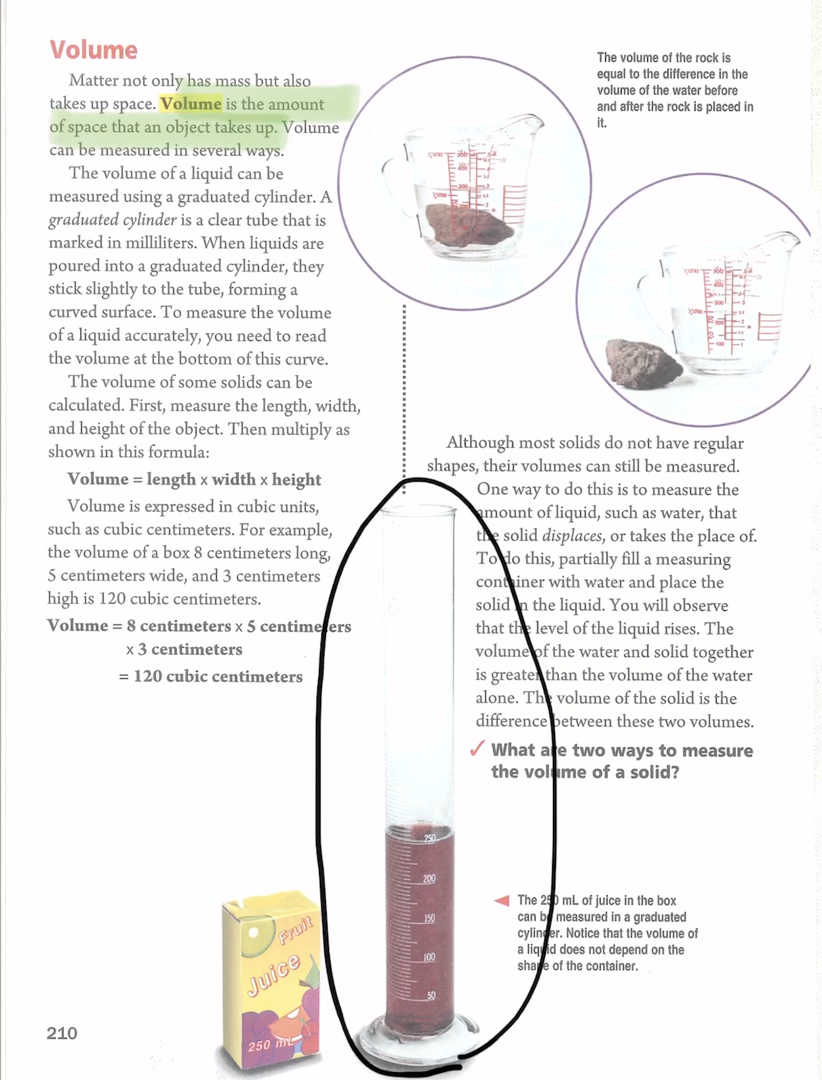 Volume
Matter not only has mass but also
takes up space. Volume is the amount
of space that an object takes up. Volume
can be measured in several ways.
The volume of a liquid can be
measured using a graduated cylinder. A
graduated cylinder is a clear tube that is
marked in milliliters. When liquids are
poured into a graduated cylinder, they
stick slightly to the tube, forming a
curved surface. To measure the volume
of a liquid accurately, you need to read
the volume at the bottom of this curve.
The volume of some solids can be
calculated. First, measure the length, width,
and height of the object. Then multiply as
shown in this formula:
Volume = length x width x height
Volume is expressed in cubic units,
such as cubic centimeters. For example,
the volume of a box 8 centimeters long,
5 centimeters wide, and 3 centimeters
high is 120 cubic centimeters.
Volume = 8 centimeters x 5 centimeters
x 3 centimeters
= 120 cubic centimeters
The volume of the rock is
equal to the difference in the
volume of the water before
and after the rock is placed in
it.
Although most solids do not have regular
shapes, their volumes can still be measured.
One way to do this is to measure the
amount of liquid, such as water, that
the solid displaces, or takes the place of.
To do this, partially fill a measuring
container with water and place the
solid in the liquid. You will observe
that the level of the liquid rises. The
volume of the water and solid together
is greater than the volume of the water
alone. The volume of the solid is the
difference between these two volumes.
✓ What are two ways to measure
the volume of a solid?
250
200
150
100
50
The 250 mL of juice in the box
can be measured in a graduated
cylinder. Notice that the volume of
a liquid does not depend on the
shape of the container.
Fruit
Juice
250 mL
210